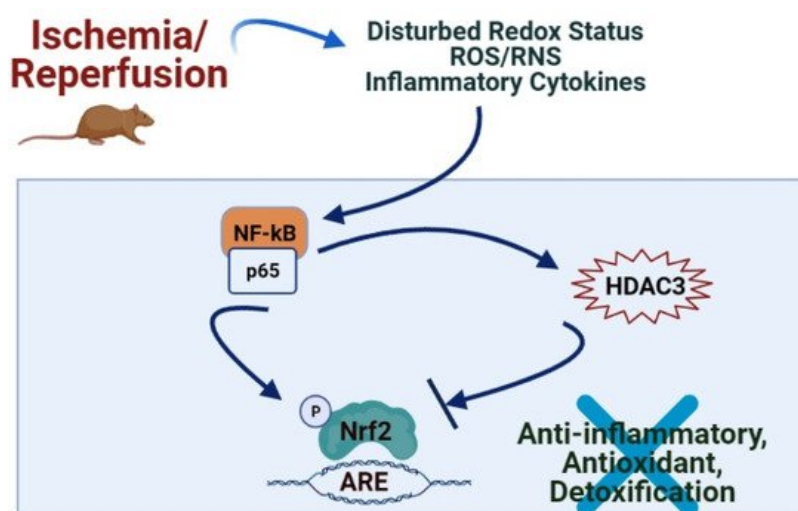 Ischemia/
Reperfusion
Disturbed Redox Status
ROS/RNS
Inflammatory Cytokines
NF-kB
p65
HDAC3
P
Nrf2
ARE
Anti-inflammatory,
Antioxidant,
Detoxification